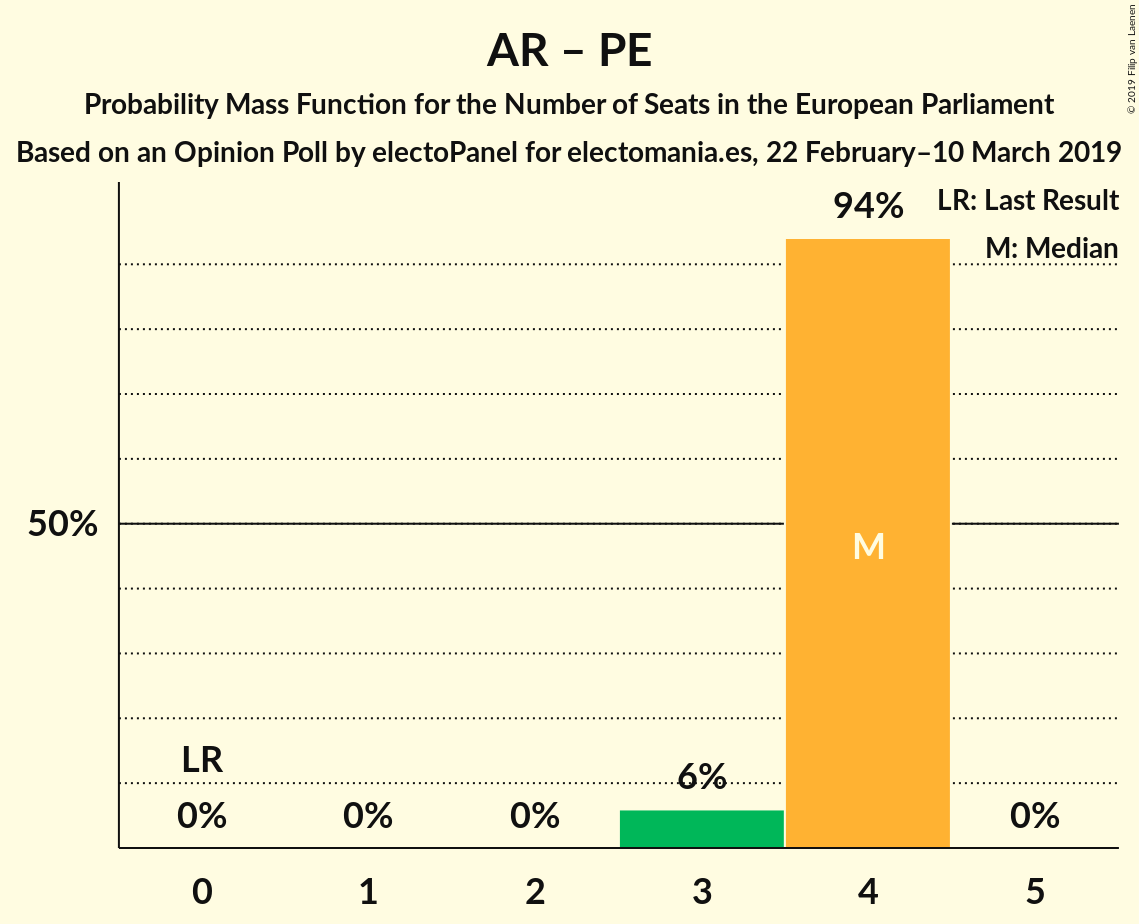 AR – PE
Probability Mass Function for the Number of Seats in the European Parliament
Based on an Opinion Poll by electoPanel for electomania.es, 22 February–10 March 2019
© 2019 Filip van Laenen
LR: Last Result
M: Median
94%
50%
M
LR
0%
0%
0%
6%
0%
0
1
2
3
4
5